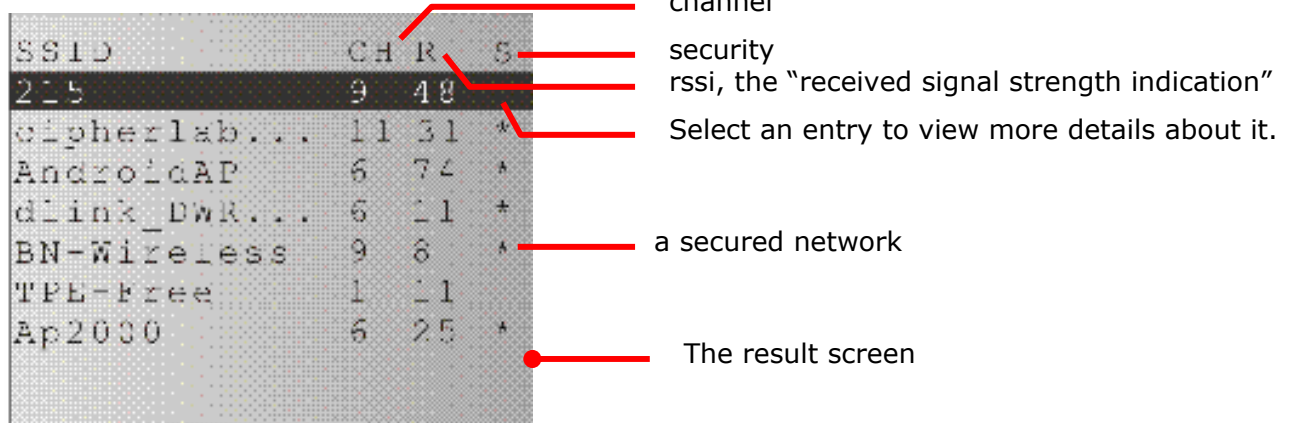 channel
SSID CH R S
security
rssi, the “received signal strength indication”
215 9 48
Select an entry to view more details about it.
cipherlab... 11 31 *
AndroidAP 6 74 *
dlink_DWR... 6 11 *
BN-Wireless 9 8 *
a secured network
TPE-Free 1 11
Ap2000 6 25 *
The result screen